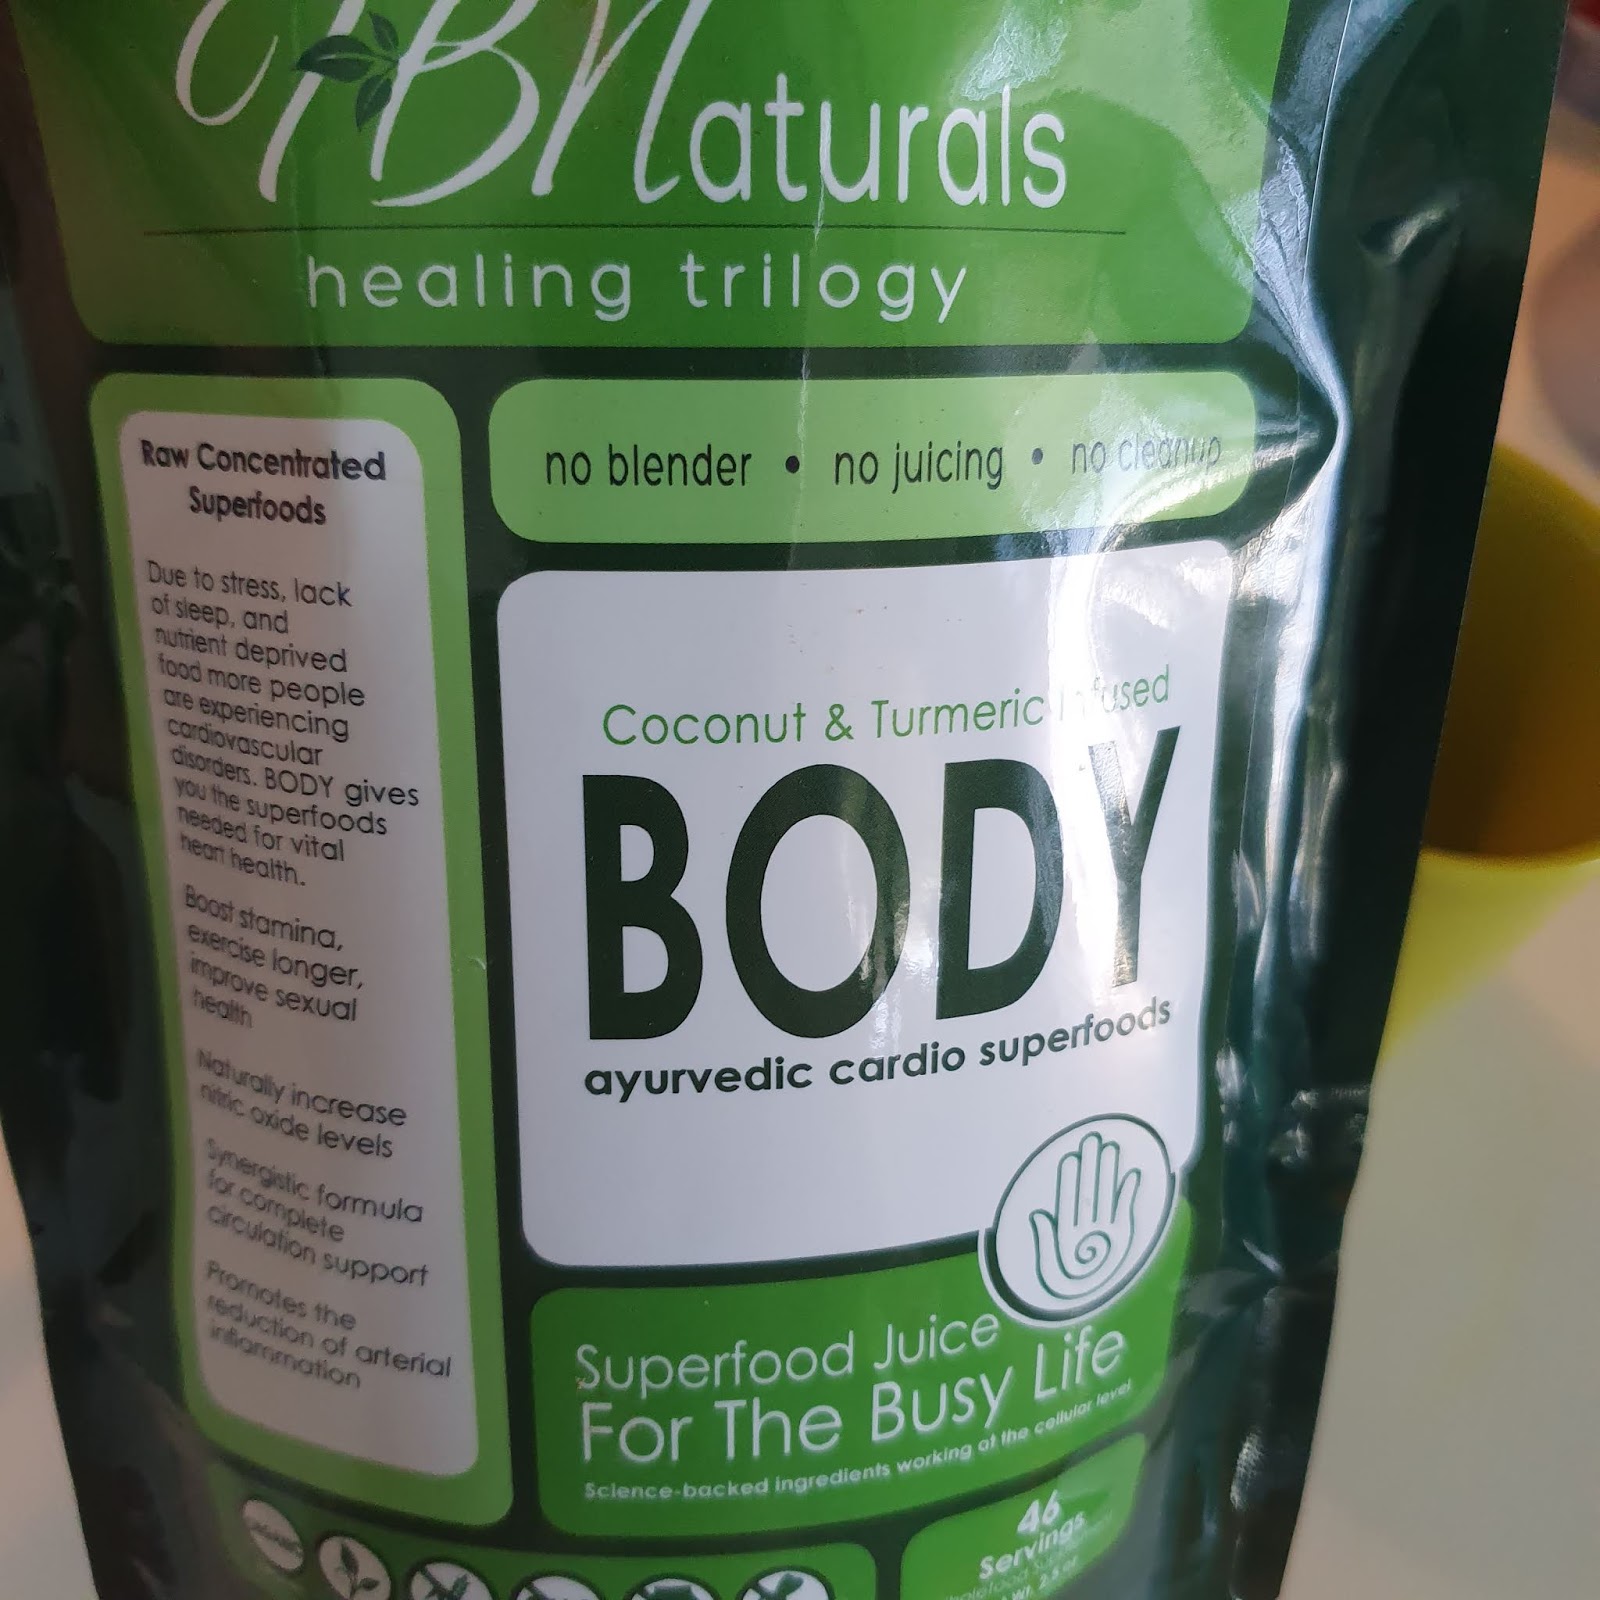 TBNaturals
healing trilogy
Raw Concentrated
Superfoods
Due to stress, lack
of sleep, and
nutrient deprived
food more people
are experiencing
cardiovascular
disorders. BODY gives
you the superfoods
needed for vital
heart health.
Boost stamina,
exercise longer,
improve sexual
health
Naturally increase
nitric oxide levels
Synergistic formula
for complete
circulation support
Promotes the
reduction of arterial
inflammation
no blender • no juicing • no cleanup
Coconut & Turmeric Infused
BODY
ayurvedic cardio superfoods
Superfood Juice
For The Busy Life
Science-backed ingredients working at the cellular level
46
Servings